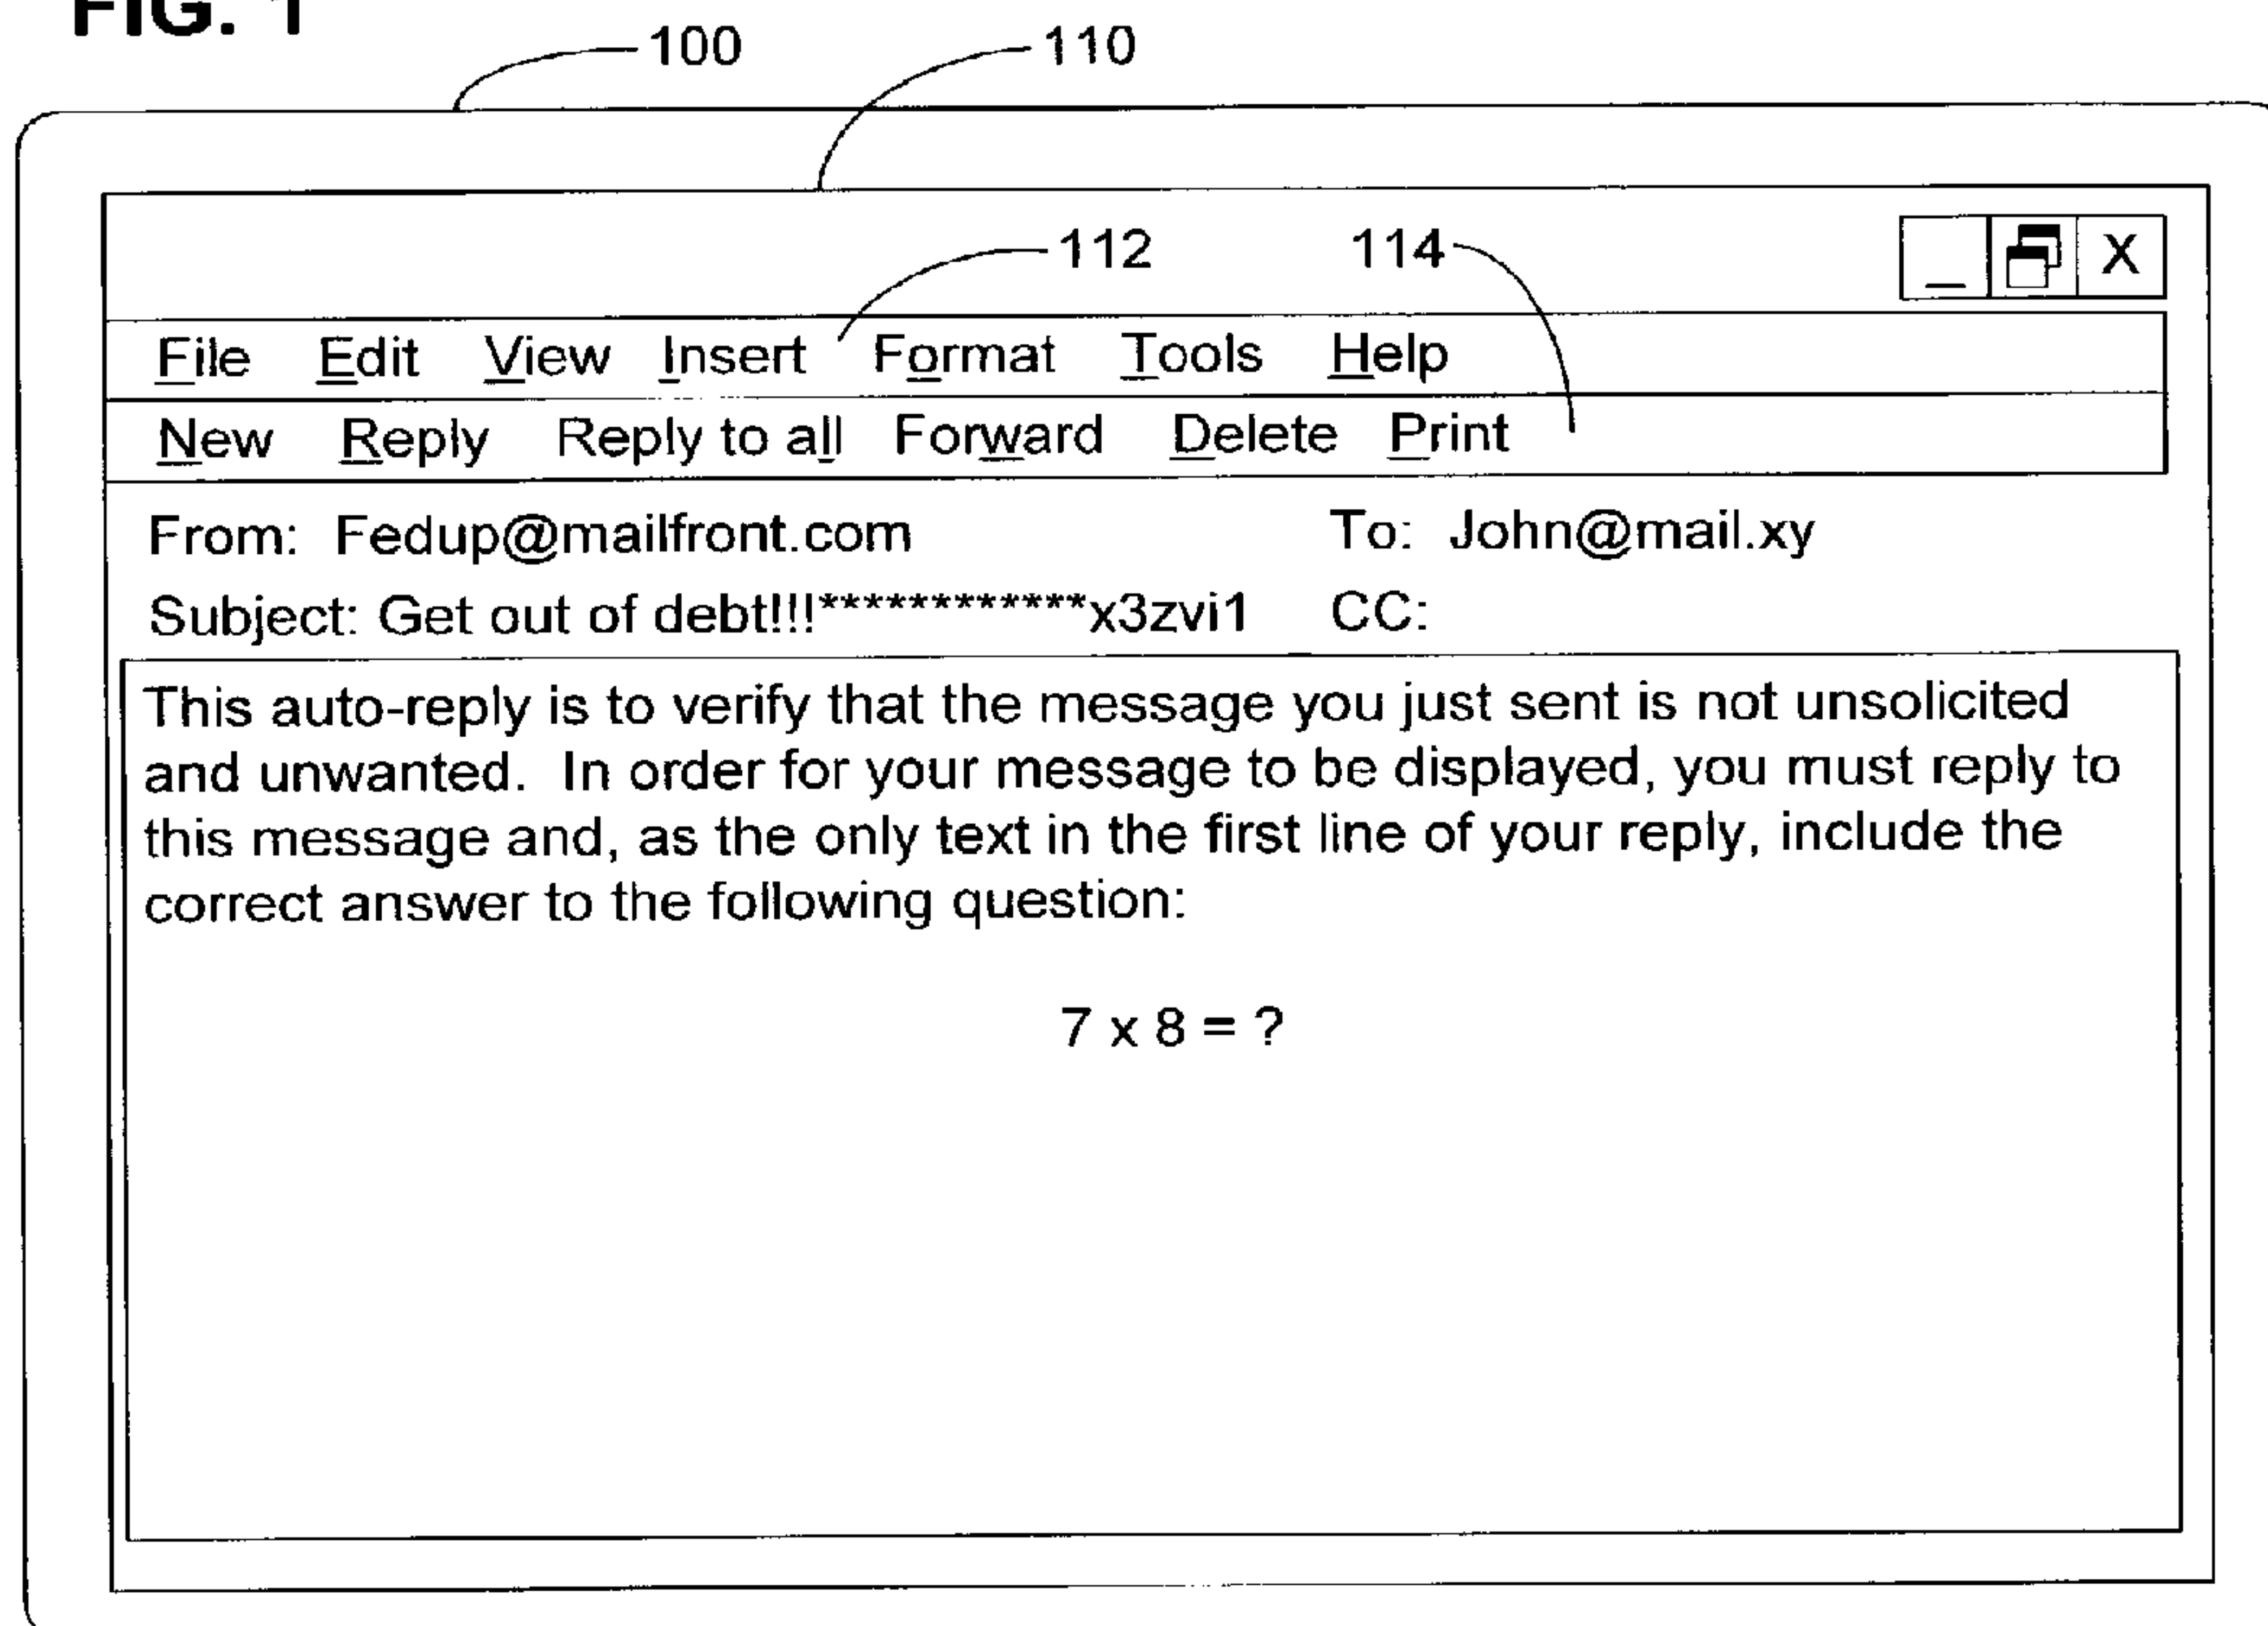 FIG. 1
100 110
112 114
_ X
File Edit View Insert Format Tools Help
New Reply Reply to all Forward Delete Print
From: Fedup@mailfront.com To: John@mail.xy
Subject: Get out of debt!!!************x3zvi1 CC:
This auto-reply is to verify that the message you just sent is not unsolicited
and unwanted. In order for your message to be displayed, you must reply to
this message and, as the only text in the first line of your reply, include the
correct answer to the following question:
7 x 8 = ?